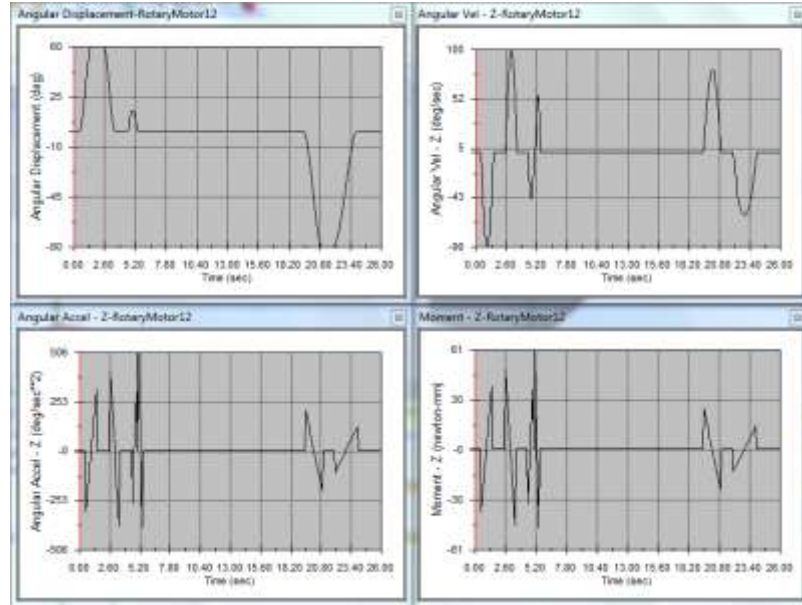 Angular Displacement-RotaryMotor12
60
25
-10
-45
-80
Angular Displacement (deg)
0.00 2.60 5.20 7.80 10.40 13.00 15.60 18.20 20.80 23.40 26.00
Time (sec)
Angular Vel - Z-RotaryMotor12
100
52
-43
-90
Angular Vel - Z (deg/sec)
0.00 2.60 5.20 7.80 10.40 13.00 15.60 18.20 20.80 23.40 26.00
Time (sec)
Angular Accel - Z-RotaryMotor12
506
253
-0
-253
-506
Angular Accel - Z (deg/sec**2)
0.00 2.60 5.20 7.80 10.40 13.00 15.60 18.20 20.80 23.40 26.00
Time (sec)
Moment - Z-RotaryMotor12
61
30
-0
-30
-61
Moment - Z (newton-mm)
0.00 2.60 5.20 7.80 10.40 13.00 15.60 18.20 20.80 23.40 26.00
Time (sec)